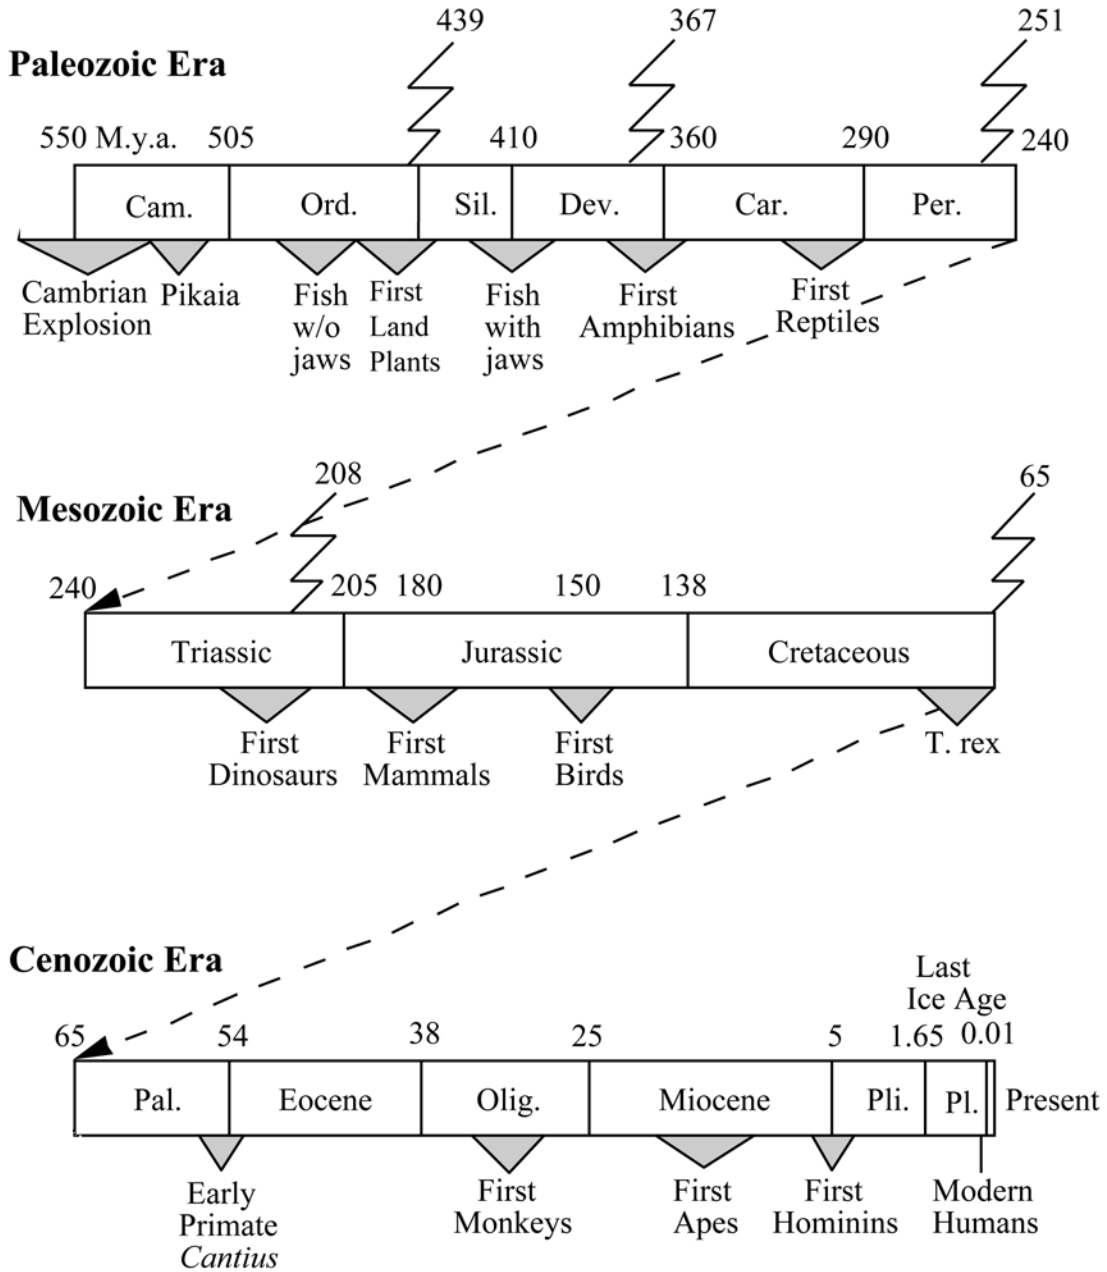 439 367 251
Paleozoic Era
550 M.y.a. 505 410 360 290 240
Cam. Ord. Sil. Dev. Car. Per.
Cambrian Pikaia Fish First Fish First First
Explosion w/o Land with Amphibians Reptiles
jaws Plants jaws
208 65
Mesozoic Era
240 205 180 150 138
Triassic Jurassic Cretaceous
First First First T. rex
Dinosaurs Mammals Birds
Cenozoic Era
Last
Ice Age
65 54 38 25 5 1.65 0.01
Pal. Eocene Olig. Miocene Pli. Pl. Present
Early First First First Modern
Primate Monkeys Apes Hominins Humans
Cantius